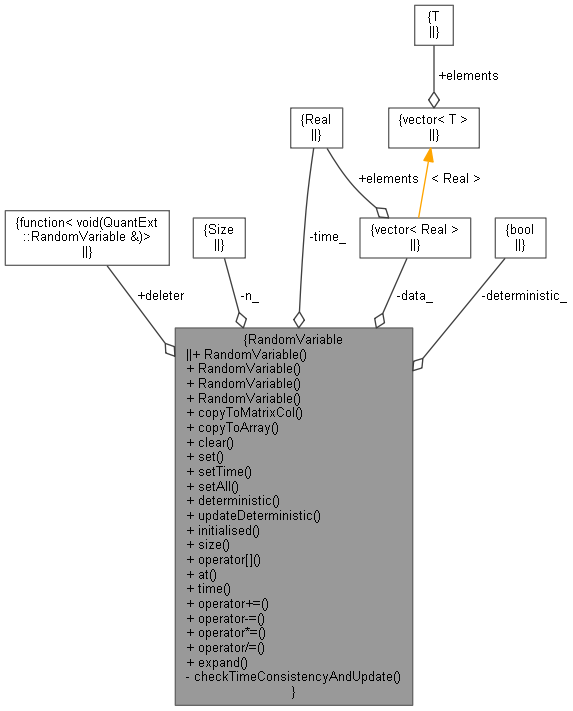 {T
||}
+elements
{Real
||}
{vector< T >
||}
+elements
< Real >
{function< void(QuantExt
::RandomVariable &)>
||}
{Size
||}
-time_
{vector< Real >
||}
{bool
||}
+deleter
-n_
-data_
-deterministic_
{RandomVariable
||+ RandomVariable()
+ RandomVariable()
+ RandomVariable()
+ RandomVariable()
+ copyToMatrixCol()
+ copyToArray()
+ clear()
+ set()
+ setTime()
+ setAll()
+ deterministic()
+ updateDeterministic()
+ initialised()
+ size()
+ operator[]()
+ at()
+ time()
+ operator+=()
+ operator-=()
+ operator*=()
+ operator/=()
+ expand()
- checkTimeConsistencyAndUpdate()
}